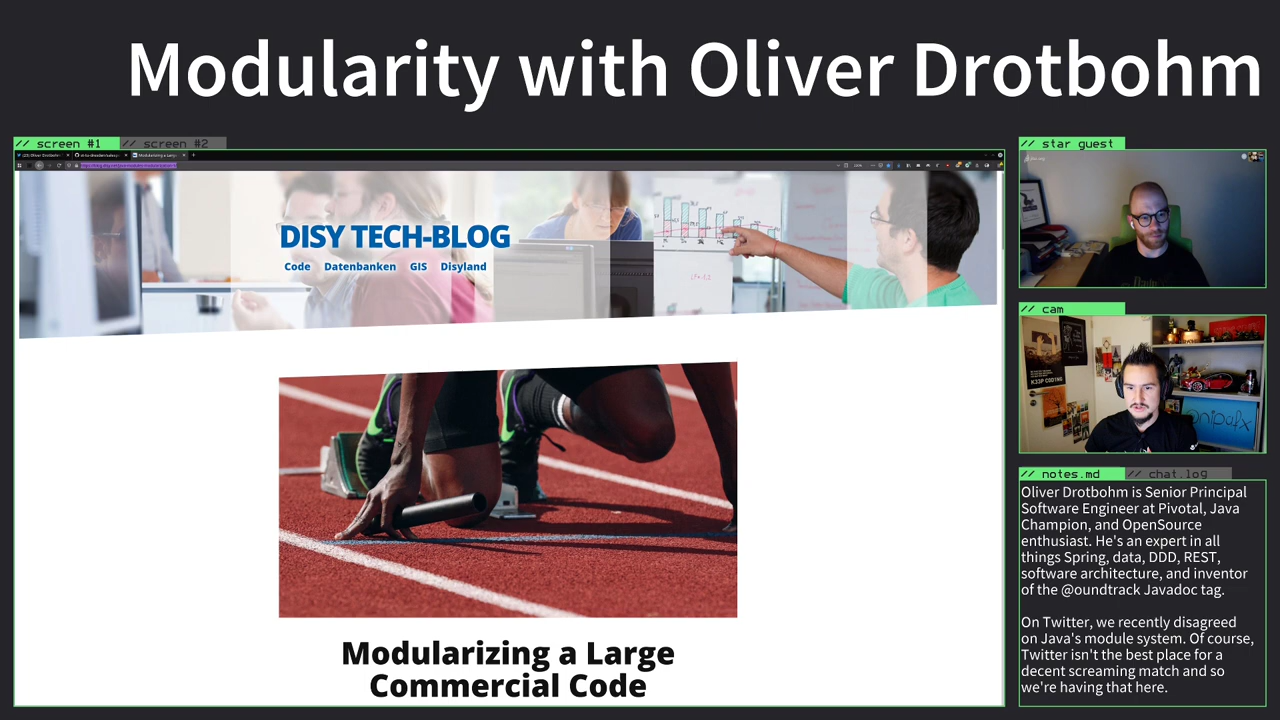 Modularity with Oliver Drotbohm
// screen #1 // screen #2
DISY TECH-BLOG
Code Datenbanken GIS Disyland
Modularizing a Large
Commercial Code
// star guest
// cam
K33P CODING
// notes.md // chat.log
Oliver Drotbohm is Senior Principal
Software Engineer at Pivotal, Java
Champion, and OpenSource
enthusiast. He's an expert in all
things Spring, data, DDD, REST,
software architecture, and inventor
of the @oundtrack Javadoc tag.
On Twitter, we recently disagreed
on Java's module system. Of course,
Twitter isn't the best place for a
decent screaming match and so
we're having that here.